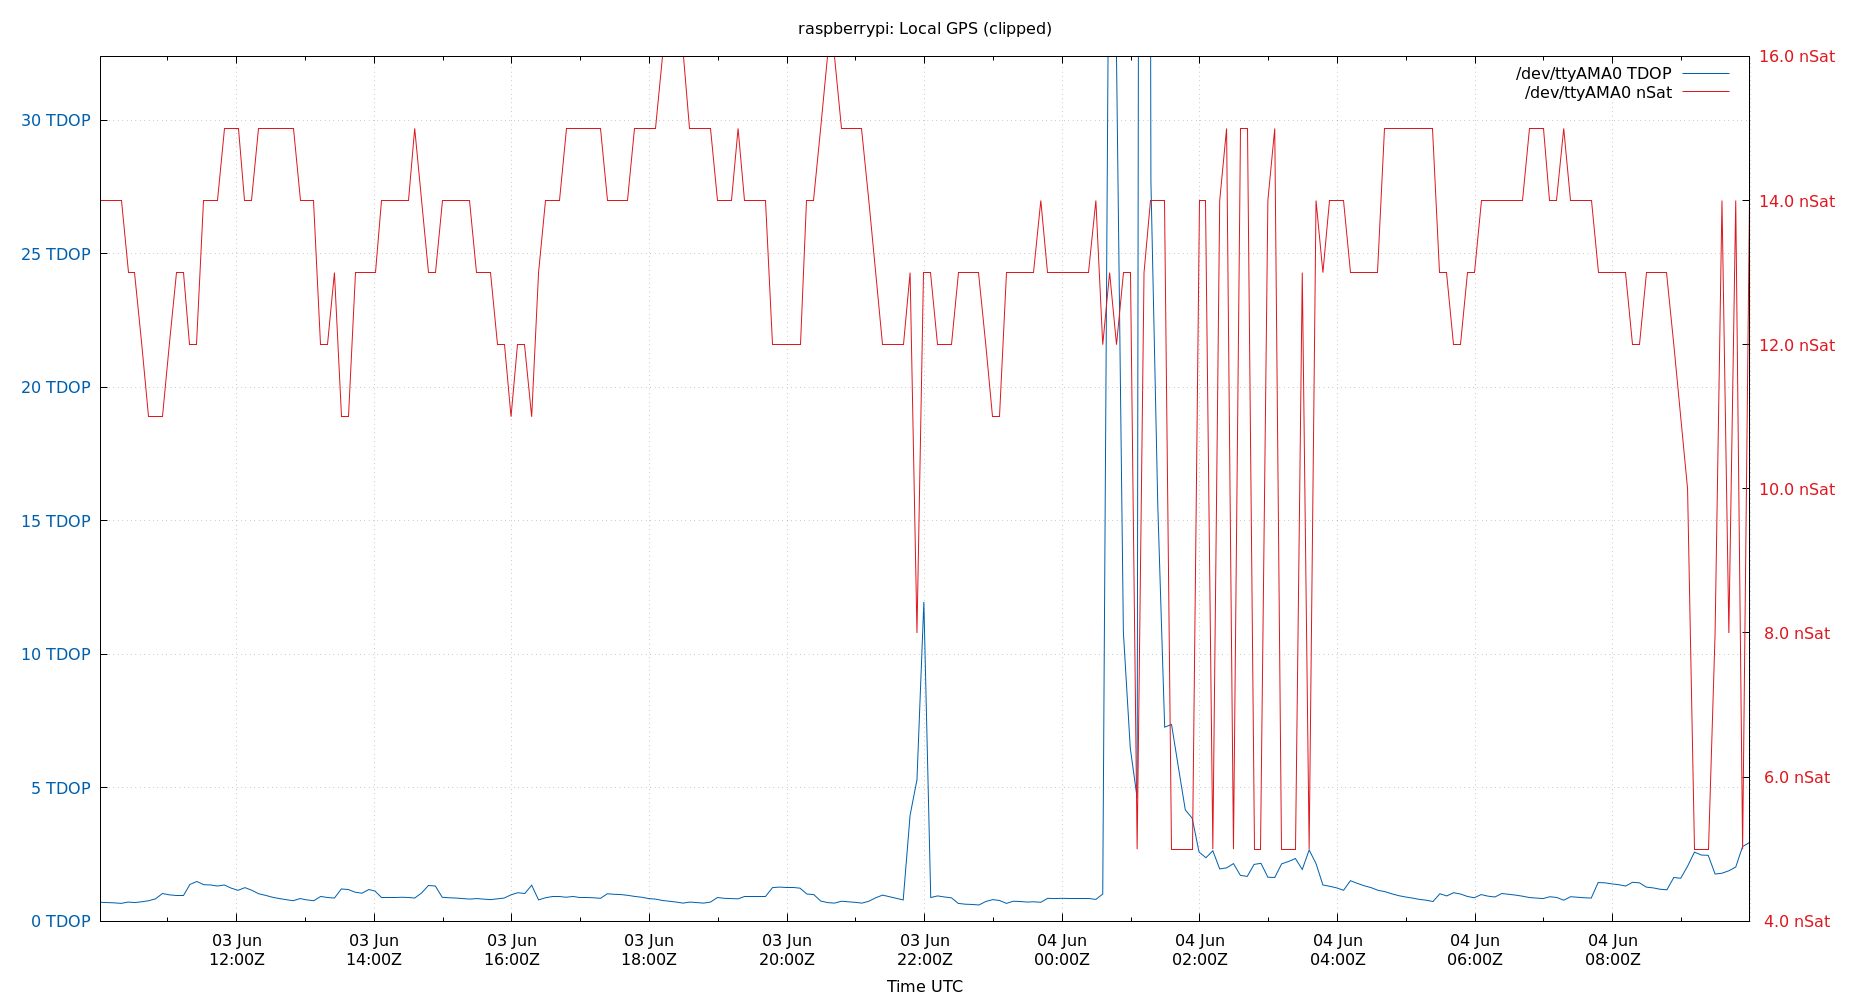 raspberrypi: Local GPS (clipped)
16.0 nSat
/dev/ttyAMA0 TDOP
/dev/ttyAMA0 nSat
30 TDOP
14.0 nSat
25 TDOP
12.0 nSat
20 TDOP
10.0 nSat
15 TDOP
8.0 nSat
10 TDOP
6.0 nSat
5 TDOP
4.0 nSat
0 TDOP
03 Jun 03 Jun 03 Jun 03 Jun 03 Jun 03 Jun 04 Jun 04 Jun 04 Jun 04 Jun 04 Jun
12:00Z 14:00Z 16:00Z 18:00Z 20:00Z 22:00Z 00:00Z 02:00Z 04:00Z 06:00Z 08:00Z
Time UTC